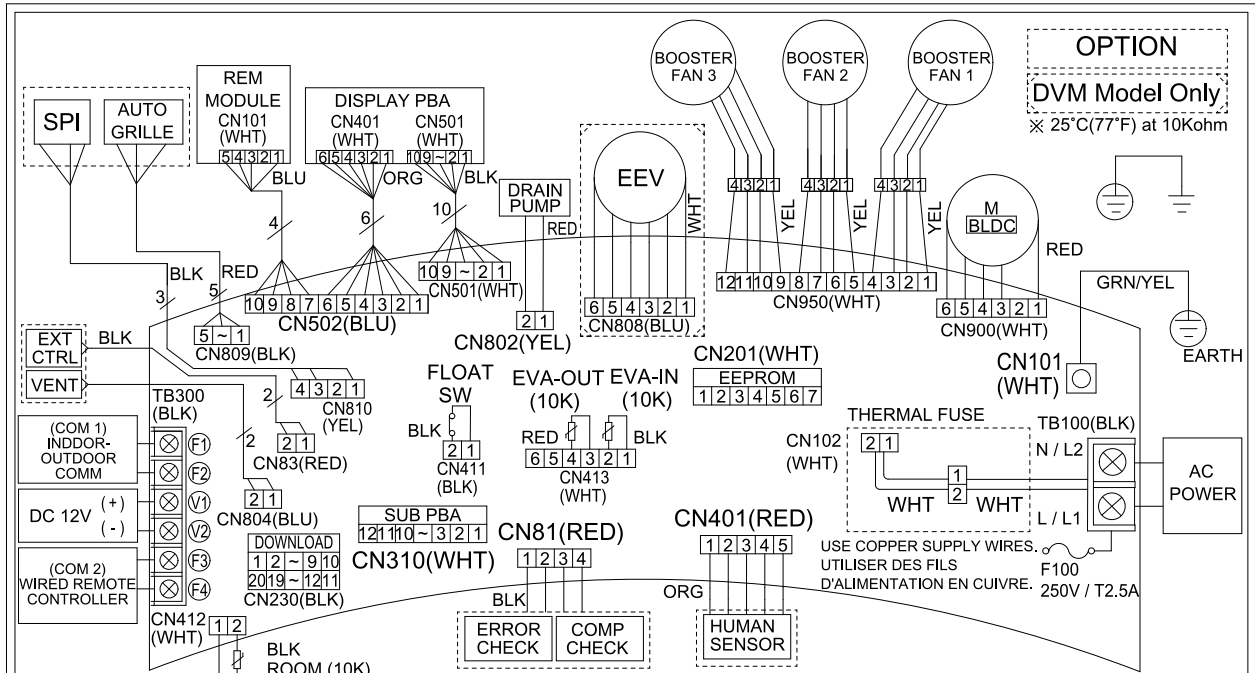 OPTION
DVM Model Only
※ 25˚C(77˚F) at 10Kohm
BOOSTER
FAN 3
BOOSTER
FAN 2
BOOSTER
FAN 1
SPI
AUTO
GRILLE
REM
MODULE
CN101
(WHT)
5 4 3 2 1
BLU
DISPLAY PBA
CN401
(WHT)
CN501
(WHT)
6 5 4 3 2 1
10 9 ~ 2 1
ORG
BLK
DRAIN
PUMP
RED
EEV
WHT
4 3 2 1
YEL
4 3 2 1
YEL
4 3 2 1
YEL
M
BLDC
RED
4
6
10
BLK
3
RED
5
10 9 8 7 6 5 4 3 2 1
CN502(BLU)
10 9 ~ 2 1
CN501(WHT)
2 1
CN802(YEL)
6 5 4 3 2 1
CN808(BLU)
12 11 10 9 8 7 6 5 4 3 2 1
CN950(WHT)
6 5 4 3 2 1
CN900(WHT)
GRN/YEL
EARTH
CN101
(WHT)
5 ~ 1
CN809(BLK)
EXT
CTRL
BLK
VENT
4 3 2 1
CN810
(YEL)
2
2
2 1
CN83(RED)
2 1
CN804(BLU)
FLOAT
SW
BLK
2 1
CN411
(BLK)
EVA-OUT
(10K)
EVA-IN
(10K)
RED
BLK
6 5 4 3 2 1
CN413
(WHT)
CN201(WHT)
EEPROM
1 2 3 4 5 6 7
THERMAL FUSE
CN102
(WHT)
2 1
1
2
WHT
WHT
TB100(BLK)
N / L2
L / L1
AC
POWER
USE COPPER SUPPLY WIRES.
UTILISER DES FILS
D'ALIMENTATION EN CUIVRE.
F100
250V / T2.5A
TB300
(BLK)
(COM 1)
INDDOR-
OUTDOOR
COMM
F1
F2
DC 12V
(+)
(-)
V1
V2
(COM 2)
WIRED REMOTE
CONTROLLER
F3
F4
DOWNLOAD
1 2 ~ 9 10
20 19 ~ 12 11
CN230(BLK)
SUB PBA
12 11 10 ~ 3 2 1
CN310(WHT)
CN81(RED)
1 2 3 4
BLK
ERROR
CHECK
COMP
CHECK
CN401(RED)
1 2 3 4 5
ORG
HUMAN
SENSOR
CN412
(WHT)
1 2
BLK
ROOM (10K)